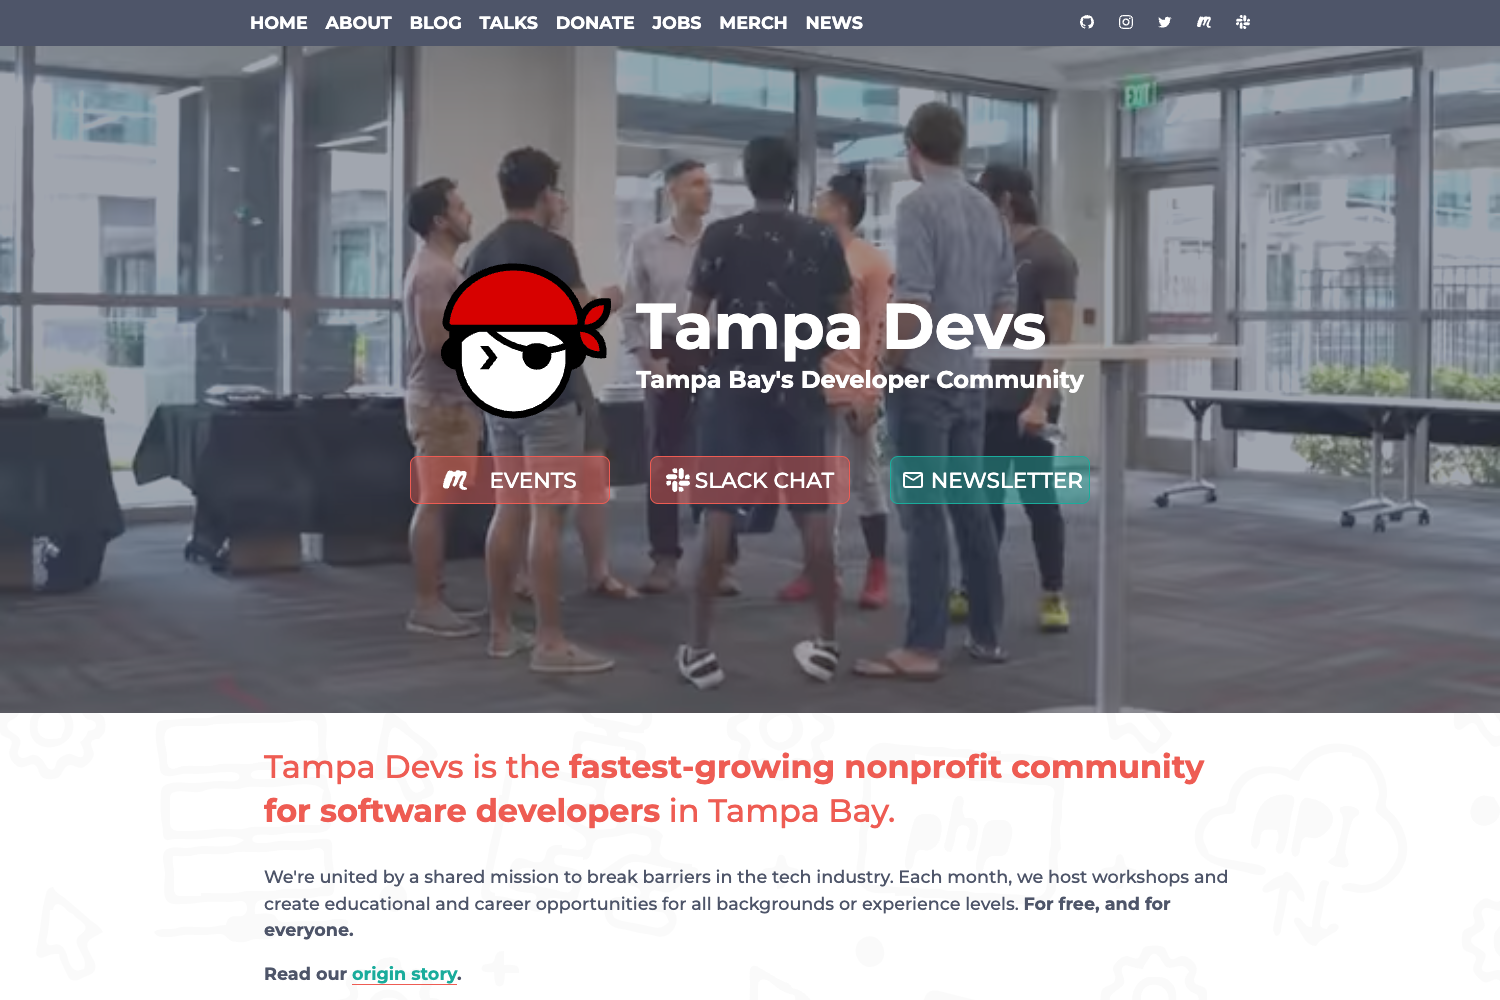 HOME ABOUT BLOG TALKS DONATE JOBS MERCH NEWS
EXIT
Tampa Devs
Tampa Bay's Developer Community
EVENTS
SLACK CHAT
NEWSLETTER
Tampa Devs is the fastest-growing nonprofit community
for software developers in Tampa Bay.
php
API
We're united by a shared mission to break barriers in the tech industry. Each month, we host workshops and
create educational and career opportunities for all backgrounds or experience levels. For free, and for
everyone.
Read our origin story.